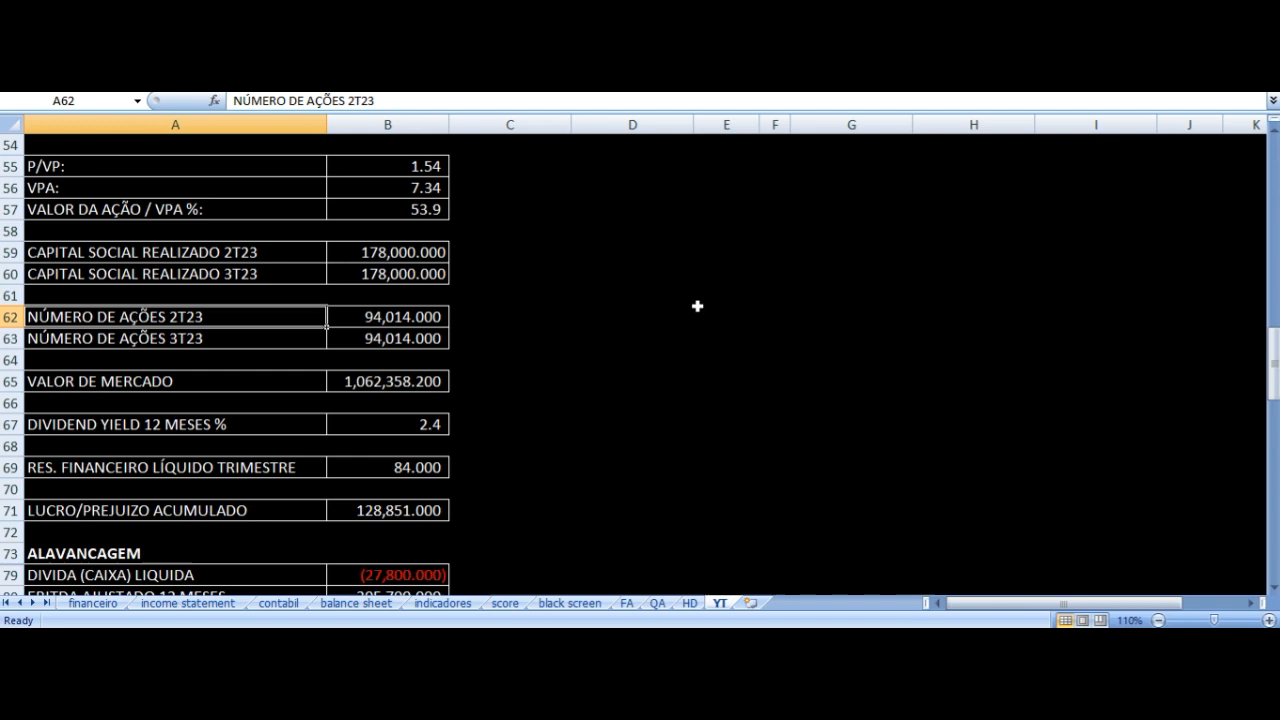 A62 fx NÚMERO DE AÇÕES 2T23
A B C D E F G H I J K
54
55 P/VP: 1.54
56 VPA: 7.34
57 VALOR DA AÇÃO / VPA %: 53.9
58
59 CAPITAL SOCIAL REALIZADO 2T23 178,000.000
60 CAPITAL SOCIAL REALIZADO 3T23 178,000.000
61
62 NÚMERO DE AÇÕES 2T23 94,014.000
63 NÚMERO DE AÇÕES 3T23 94,014.000
64
65 VALOR DE MERCADO 1,062,358.200
66
67 DIVIDEND YIELD 12 MESES % 2.4
68
69 RES. FINANCEIRO LÍQUIDO TRIMESTRE 84.000
70
71 LUCRO/PREJUIZO ACUMULADO 128,851.000
72
73 ALAVANCAGEM
79 DIVIDA (CAIXA) LIQUIDA (27,800.000)
EBITDA AJUSTADO 12 MESES
financeiro income statement contabil balance sheet indicadores score black screen FA QA HD YT
Ready 110%